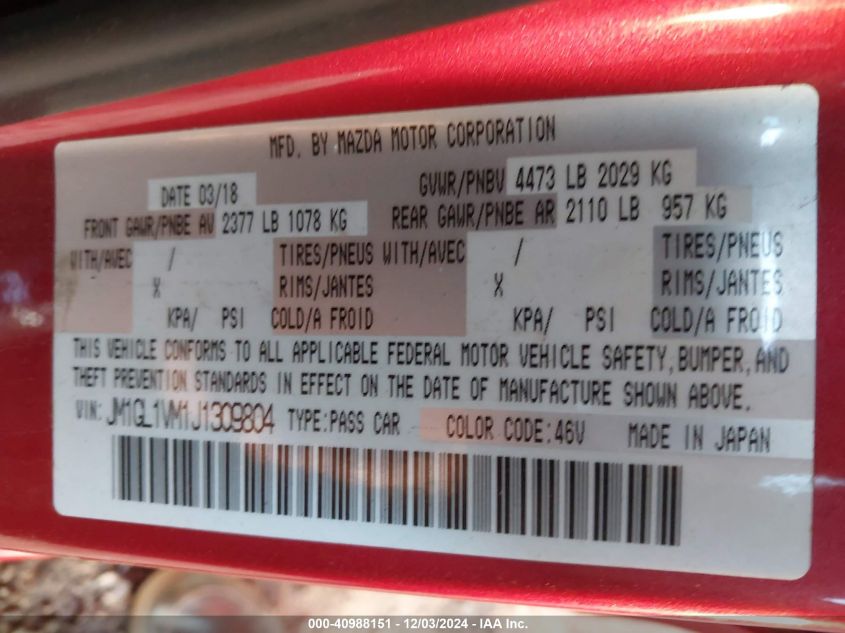 MFD. BY MAZDA MOTOR CORPORATION
DATE 03/18 GVWR/PNBV 4473 LB 2029 KG
FRONT GAWR/PNBE AV 2377 LB 1078 KG REAR GAWR/PNBE AR 2110 LB 957 KG
WITH/AVEC / TIRES/PNEUS WITH/AVEC / TIRES/PNEUS
X RIMS/JANTES X RIMS/JANTES
KPA/ PSI COLD/A FROID KPA/ PSI COLD/A FROID
THIS VEHICLE CONFORMS TO ALL APPLICABLE FEDERAL MOTOR VEHICLE SAFETY, BUMPER, AND
THEFT PREVENTION STANDARDS IN EFFECT ON THE DATE OF MANUFACTURE SHOWN ABOVE.
VIN: JM1GL1VM1J1309804 TYPE:PASS CAR COLOR CODE:46V MADE IN JAPAN
000-40988151 - 12/03/2024 - IAA Inc.